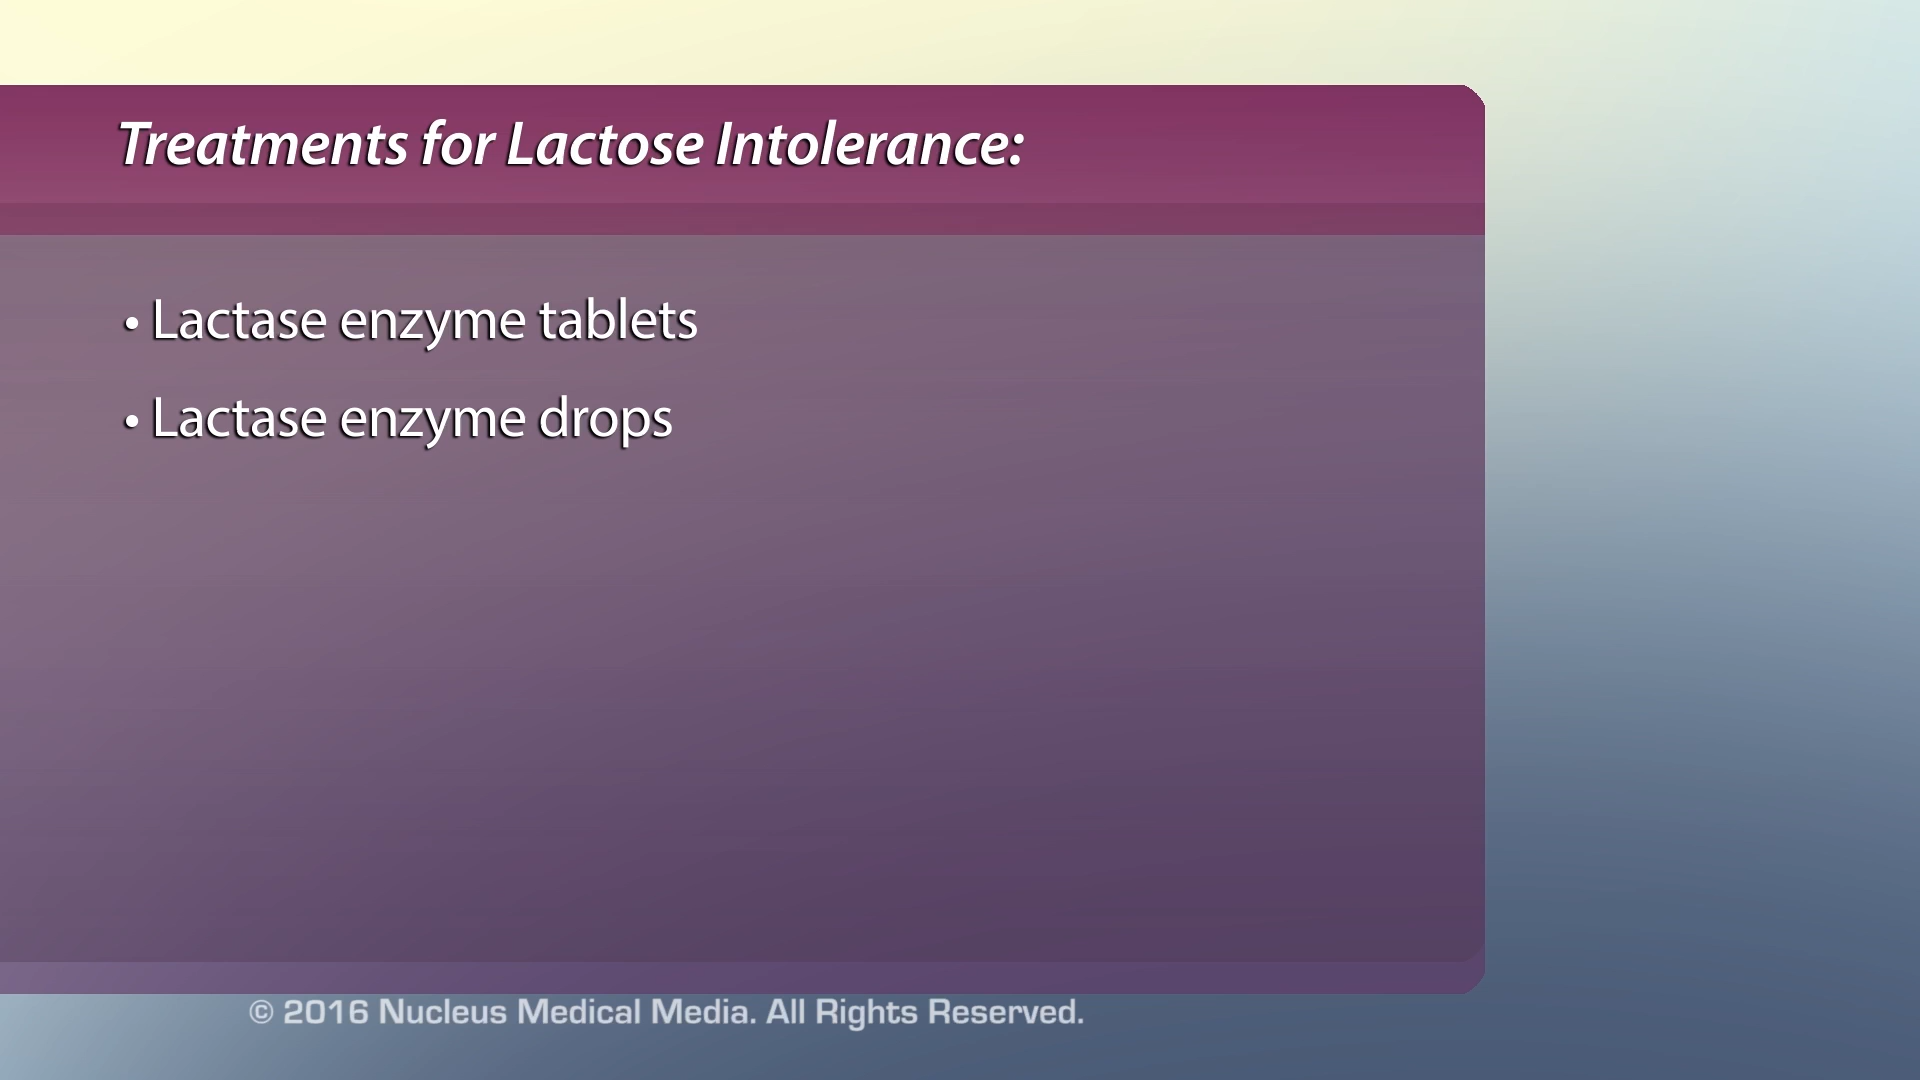 Treatments for Lactose Intolerance:
• Lactase enzyme tablets
• Lactase enzyme drops
© 2016 Nucleus Medical Media. All Rights Reserved.